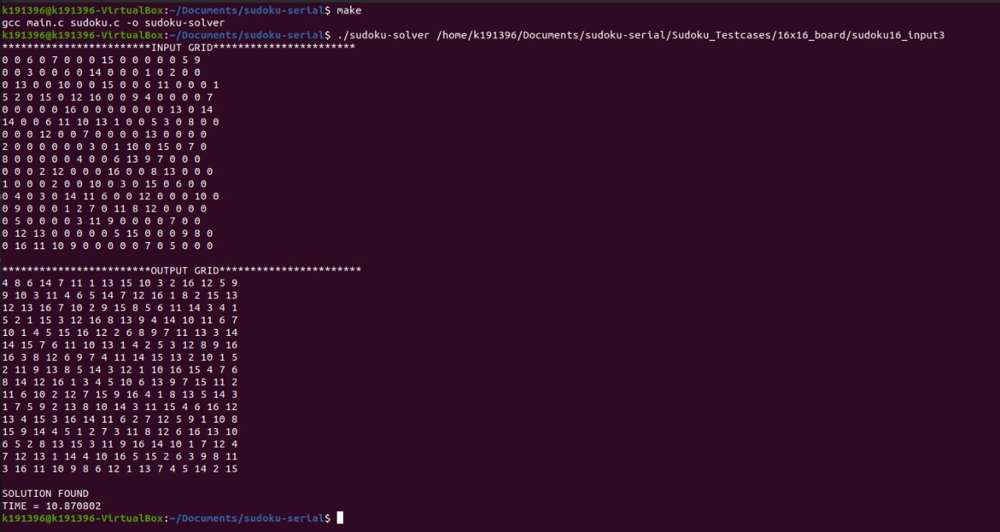 k191396@k191396-VirtualBox:~/Documents/sudoku-serial$ make
gcc main.c sudoku.c -o sudoku-solver
k191396@k191396-VirtualBox:~/Documents/sudoku-serial$ ./sudoku-solver /home/k191396/Documents/sudoku-serial/Sudoku_Testcases/16x16_board/sudoku16_input3
************************INPUT GRID***********************
0 0 6 0 7 0 0 0 15 0 0 0 0 0 5 9
0 0 3 0 0 6 0 14 0 0 0 1 0 2 0 0
0 13 0 0 10 0 0 15 0 0 6 11 0 0 0 1
5 2 0 15 0 12 16 0 0 9 4 0 0 0 0 7
0 0 0 0 0 16 0 0 0 0 0 0 0 13 0 14
14 0 0 6 11 10 13 1 0 0 5 3 0 8 0 0
0 0 0 12 0 0 7 0 0 0 0 13 0 0 0 0
2 0 0 0 0 0 0 3 0 1 10 0 15 0 7 0
8 0 0 0 0 0 4 0 0 6 13 9 7 0 0 0
0 0 0 2 12 0 0 0 16 0 0 8 13 0 0 0
1 0 0 0 2 0 0 10 0 3 0 15 0 6 0 0
0 4 0 3 0 14 11 6 0 0 12 0 0 0 10 0
0 9 0 0 0 1 2 7 0 11 8 12 0 0 0 0
0 5 0 0 0 0 3 11 9 0 0 0 0 7 0 0
0 12 13 0 0 0 0 0 5 15 0 0 0 9 8 0
0 16 11 10 9 0 0 0 0 0 7 0 5 0 0 0
************************OUTPUT GRID***********************
4 8 6 14 7 11 1 13 15 10 3 2 16 12 5 9
9 10 3 11 4 6 5 14 7 12 16 1 8 2 15 13
12 13 16 7 10 2 9 15 8 5 6 11 14 3 4 1
5 2 1 15 3 12 16 8 13 9 4 14 10 11 6 7
10 1 4 5 15 16 12 2 6 8 9 7 11 13 3 14
14 15 7 6 11 10 13 1 4 2 5 3 12 8 9 16
16 3 8 12 6 9 7 4 11 14 15 13 2 10 1 5
2 11 9 13 8 5 14 3 12 1 10 16 15 4 7 6
8 14 12 16 1 3 4 5 10 6 13 9 7 15 11 2
11 6 10 2 12 7 15 9 16 4 1 8 13 5 14 3
1 7 5 9 2 13 8 10 14 3 11 15 4 6 16 12
13 4 15 3 16 14 11 6 2 7 12 5 9 1 10 8
15 9 14 4 5 1 2 7 3 11 8 12 6 16 13 10
6 5 2 8 13 15 3 11 9 16 14 10 1 7 12 4
7 12 13 1 14 4 10 16 5 15 2 6 3 9 8 11
3 16 11 10 9 8 6 12 1 13 7 4 5 14 2 15
SOLUTION FOUND
TIME = 10.870802
k191396@k191396-VirtualBox:~/Documents/sudoku-serial$